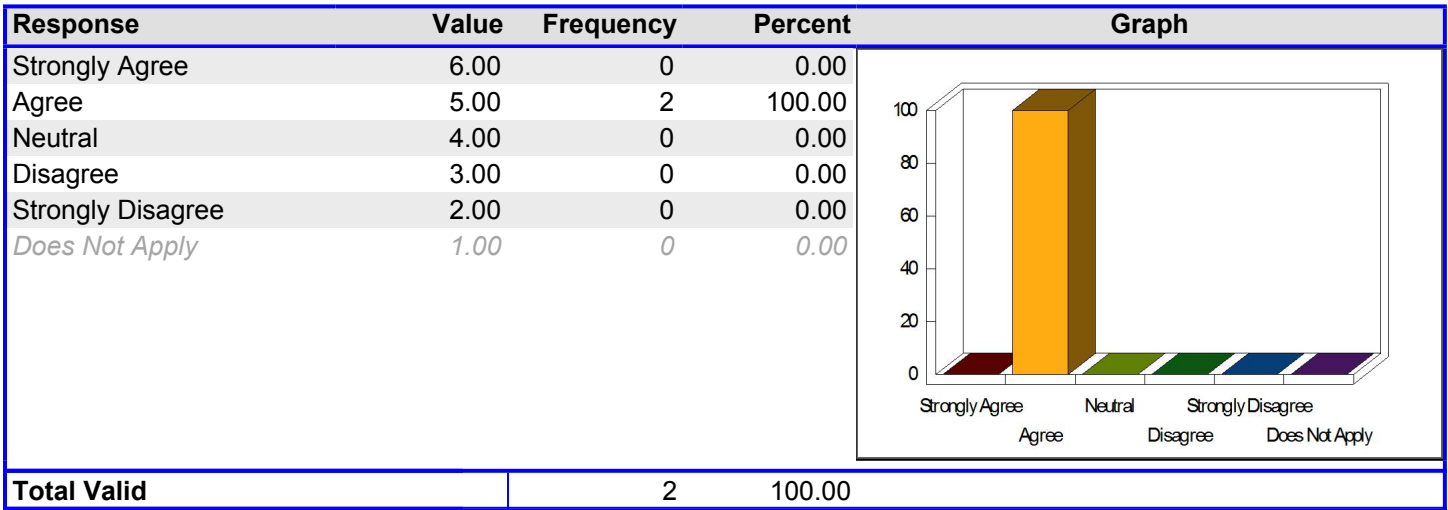 Response Value Frequency Percent Graph
Strongly Agree 6.00 0 0.00
Agree 5.00 2 100.00
Neutral 4.00 0 0.00
Disagree 3.00 0 0.00
Strongly Disagree 2.00 0 0.00
Does Not Apply 1.00 0 0.00
100
80
60
40
20
0
Strongly Agree Neutral Strongly Disagree
Agree Disagree Does Not Apply
Total Valid 2 100.00